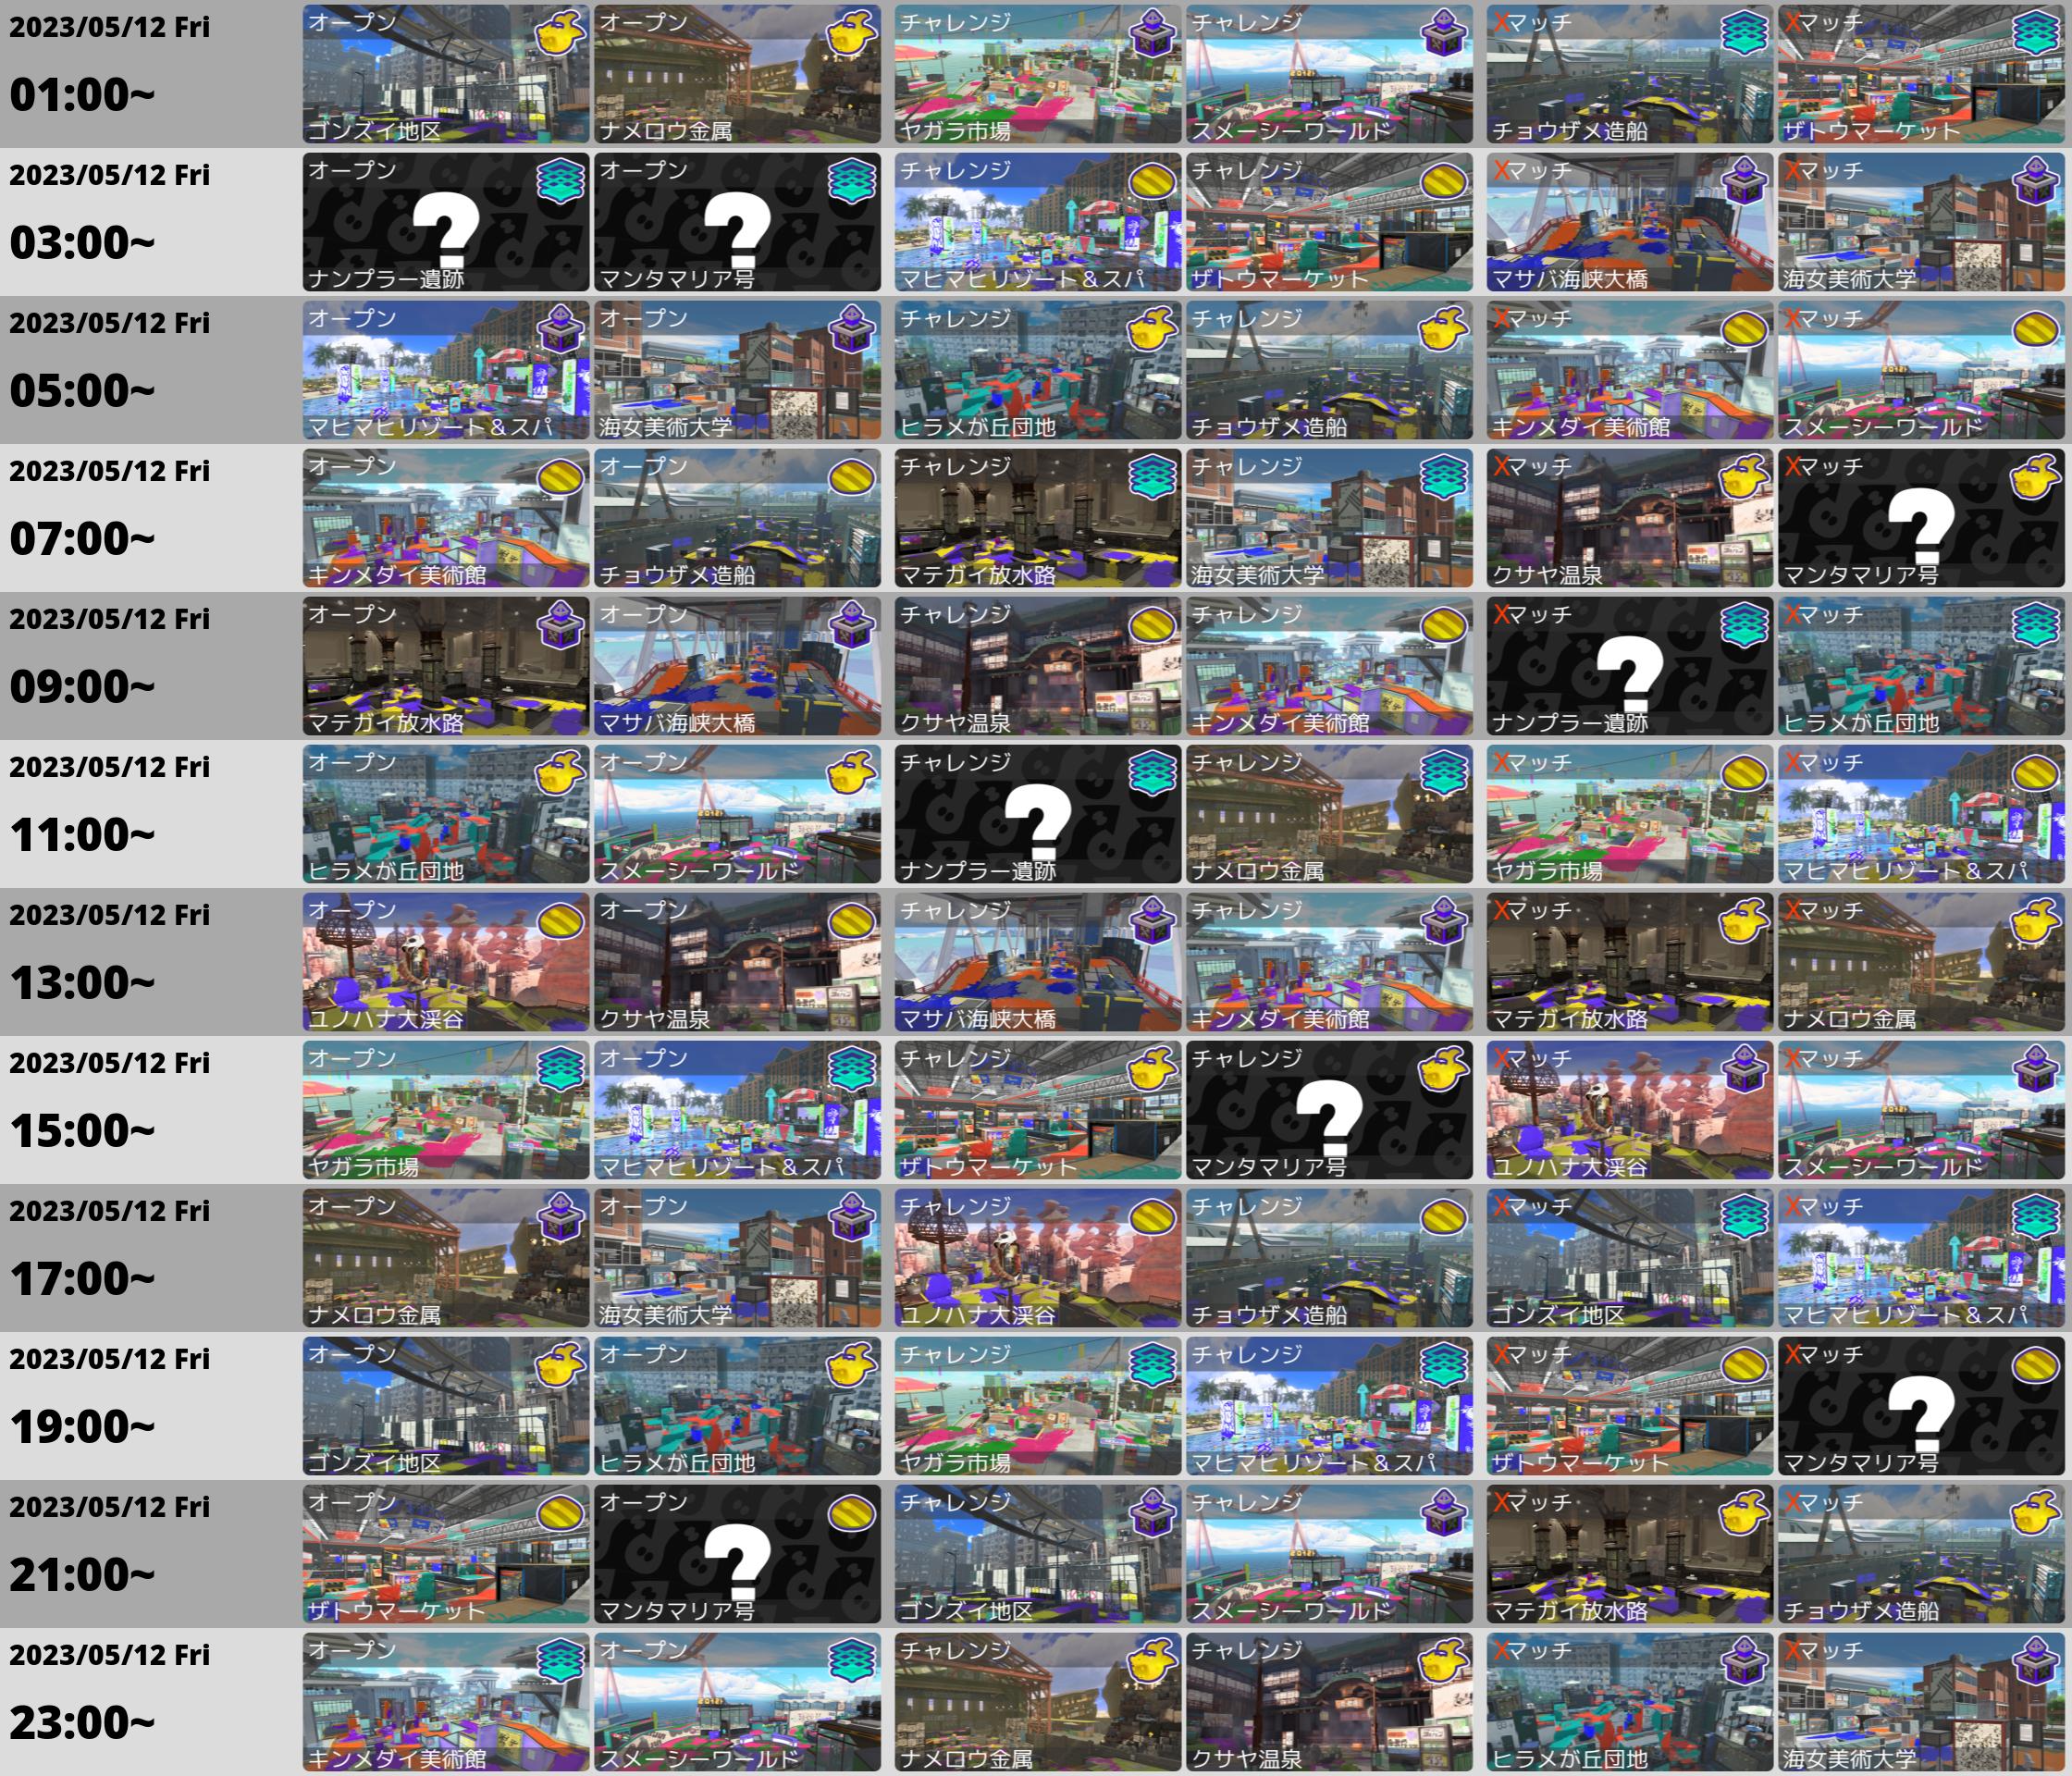 2023/05/12 Fri
01:00~
オープン
ゴンズイ地区
オープン
ナメロウ金属
チャレンジ
ヤガラ市場
チャレンジ
スメーシーワールド
Xマッチ
チョウザメ造船
Xマッチ
ザトウマーケット
2023/05/12 Fri
03:00~
オープン
?
ナンプラー遺跡
オープン
?
マンタマリア号
チャレンジ
マヒマヒリゾート&スパ
チャレンジ
ザトウマーケット
Xマッチ
マサバ海峡大橋
Xマッチ
海女美術大学
2023/05/12 Fri
05:00~
オープン
マヒマヒリゾート&スパ
オープン
海女美術大学
チャレンジ
ヒラメが丘団地
チャレンジ
チョウザメ造船
Xマッチ
キンメダイ美術館
Xマッチ
スメーシーワールド
2023/05/12 Fri
07:00~
オープン
キンメダイ美術館
オープン
チョウザメ造船
チャレンジ
マテガイ放水路
チャレンジ
海女美術大学
Xマッチ
クサヤ温泉
Xマッチ
?
マンタマリア号
2023/05/12 Fri
09:00~
オープン
マテガイ放水路
オープン
マサバ海峡大橋
チャレンジ
クサヤ温泉
チャレンジ
キンメダイ美術館
Xマッチ
?
ナンプラー遺跡
Xマッチ
ヒラメが丘団地
2023/05/12 Fri
11:00~
オープン
ヒラメが丘団地
オープン
スメーシーワールド
チャレンジ
?
ナンプラー遺跡
チャレンジ
ナメロウ金属
Xマッチ
ヤガラ市場
Xマッチ
マヒマヒリゾート&スパ
2023/05/12 Fri
13:00~
オープン
ユノハナ大渓谷
オープン
クサヤ温泉
チャレンジ
マサバ海峡大橋
チャレンジ
キンメダイ美術館
Xマッチ
マテガイ放水路
Xマッチ
ナメロウ金属
2023/05/12 Fri
15:00~
オープン
ヤガラ市場
オープン
マヒマヒリゾート&スパ
チャレンジ
ザトウマーケット
チャレンジ
?
マンタマリア号
Xマッチ
ユノハナ大渓谷
Xマッチ
スメーシーワールド
2023/05/12 Fri
17:00~
オープン
ナメロウ金属
オープン
海女美術大学
チャレンジ
ユノハナ大渓谷
チャレンジ
チョウザメ造船
Xマッチ
ゴンズイ地区
Xマッチ
マヒマヒリゾート&スパ
2023/05/12 Fri
19:00~
オープン
ゴンズイ地区
オープン
ヒラメが丘団地
チャレンジ
ヤガラ市場
チャレンジ
マヒマヒリゾート&スパ
Xマッチ
ザトウマーケット
Xマッチ
?
マンタマリア号
2023/05/12 Fri
21:00~
オープン
ザトウマーケット
オープン
?
マンタマリア号
チャレンジ
ゴンズイ地区
チャレンジ
スメーシーワールド
Xマッチ
マテガイ放水路
Xマッチ
チョウザメ造船
2023/05/12 Fri
23:00~
オープン
キンメダイ美術館
オープン
スメーシーワールド
チャレンジ
ナメロウ金属
チャレンジ
クサヤ温泉
Xマッチ
ヒラメが丘団地
Xマッチ
海女美術大学